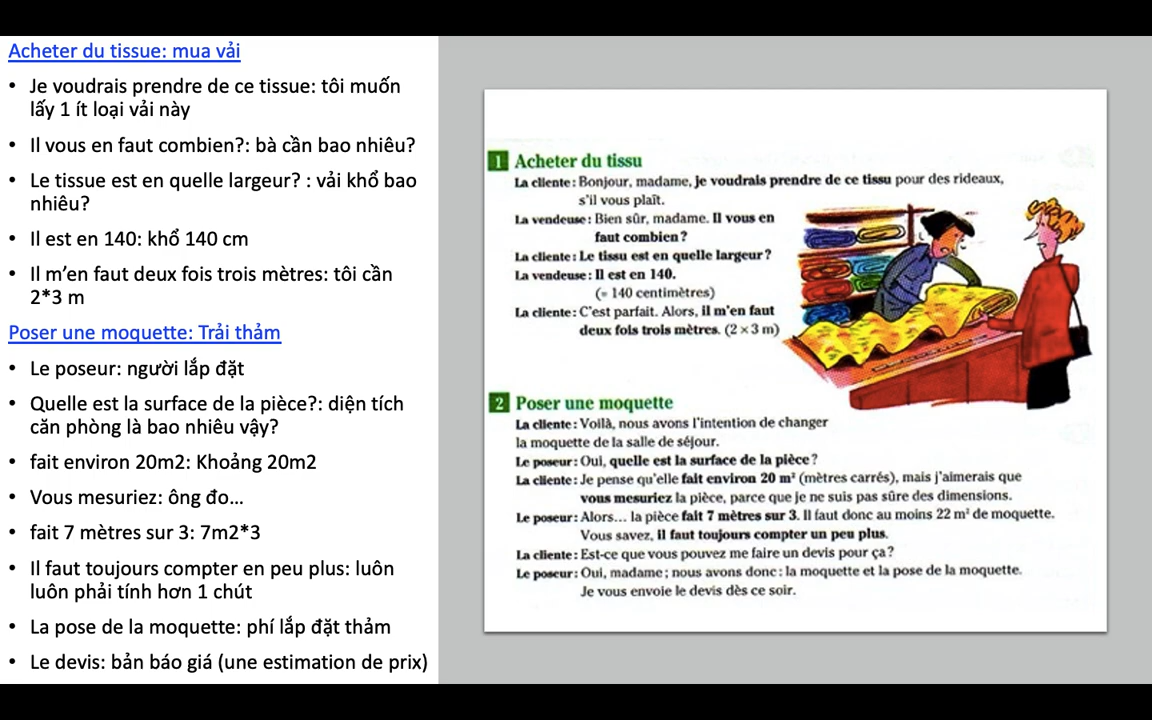 Acheter du tissue: mua vải
• Je voudrais prendre de ce tissue: tôi muốn
lấy 1 ít loại vải này
• Il vous en faut combien?: bà cần bao nhiêu?
• Le tissue est en quelle largeur? : vải khổ bao
nhiêu?
• Il est en 140: khổ 140 cm
• Il m’en faut deux fois trois mètres: tôi cần
2*3 m
Poser une moquette: Trải thảm
• Le poseur: người lắp đặt
• Quelle est la surface de la pièce?: diện tích
căn phòng là bao nhiêu vậy?
• fait environ 20m2: Khoảng 20m2
• Vous mesuriez: ông đo…
• fait 7 mètres sur 3: 7m2*3
• Il faut toujours compter en peu plus: luôn
luôn phải tính hơn 1 chút
• La pose de la moquette: phí lắp đặt thảm
• Le devis: bản báo giá (une estimation de prix)
1 Acheter du tissu
La cliente : Bonjour, madame, je voudrais prendre de ce tissu pour des rideaux,
s’il vous plaît.
La vendeuse : Bien sûr, madame. Il vous en
faut combien ?
La cliente : Le tissu est en quelle largeur ?
La vendeuse : Il est en 140.
(= 140 centimètres)
La cliente : C’est parfait. Alors, il m’en faut
deux fois trois mètres. (2 × 3 m)
2 Poser une moquette
La cliente : Voilà, nous avons l’intention de changer
la moquette de la salle de séjour.
Le poseur : Oui, quelle est la surface de la pièce ?
La cliente : Je pense qu’elle fait environ 20 m² (mètres carrés), mais j’aimerais que
vous mesuriez la pièce, parce que je ne suis pas sûre des dimensions.
Le poseur : Alors… la pièce fait 7 mètres sur 3. Il faut donc au moins 22 m² de moquette.
Vous savez, il faut toujours compter un peu plus.
La cliente : Est-ce que vous pouvez me faire un devis pour ça ?
Le poseur : Oui, madame ; nous avons donc : la moquette et la pose de la moquette.
Je vous envoie le devis dès ce soir.